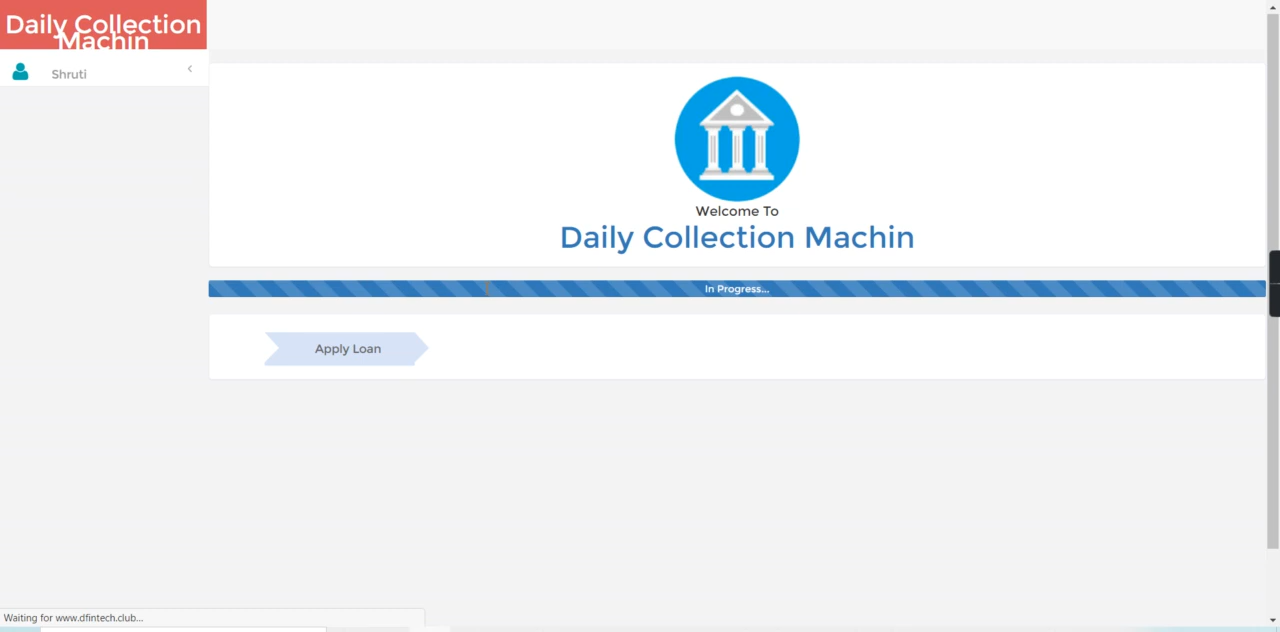 Daily Collection
Machin
Shruti
Welcome To
Daily Collection Machin
In Progress...
Apply Loan
Waiting for www.dfintech.club...